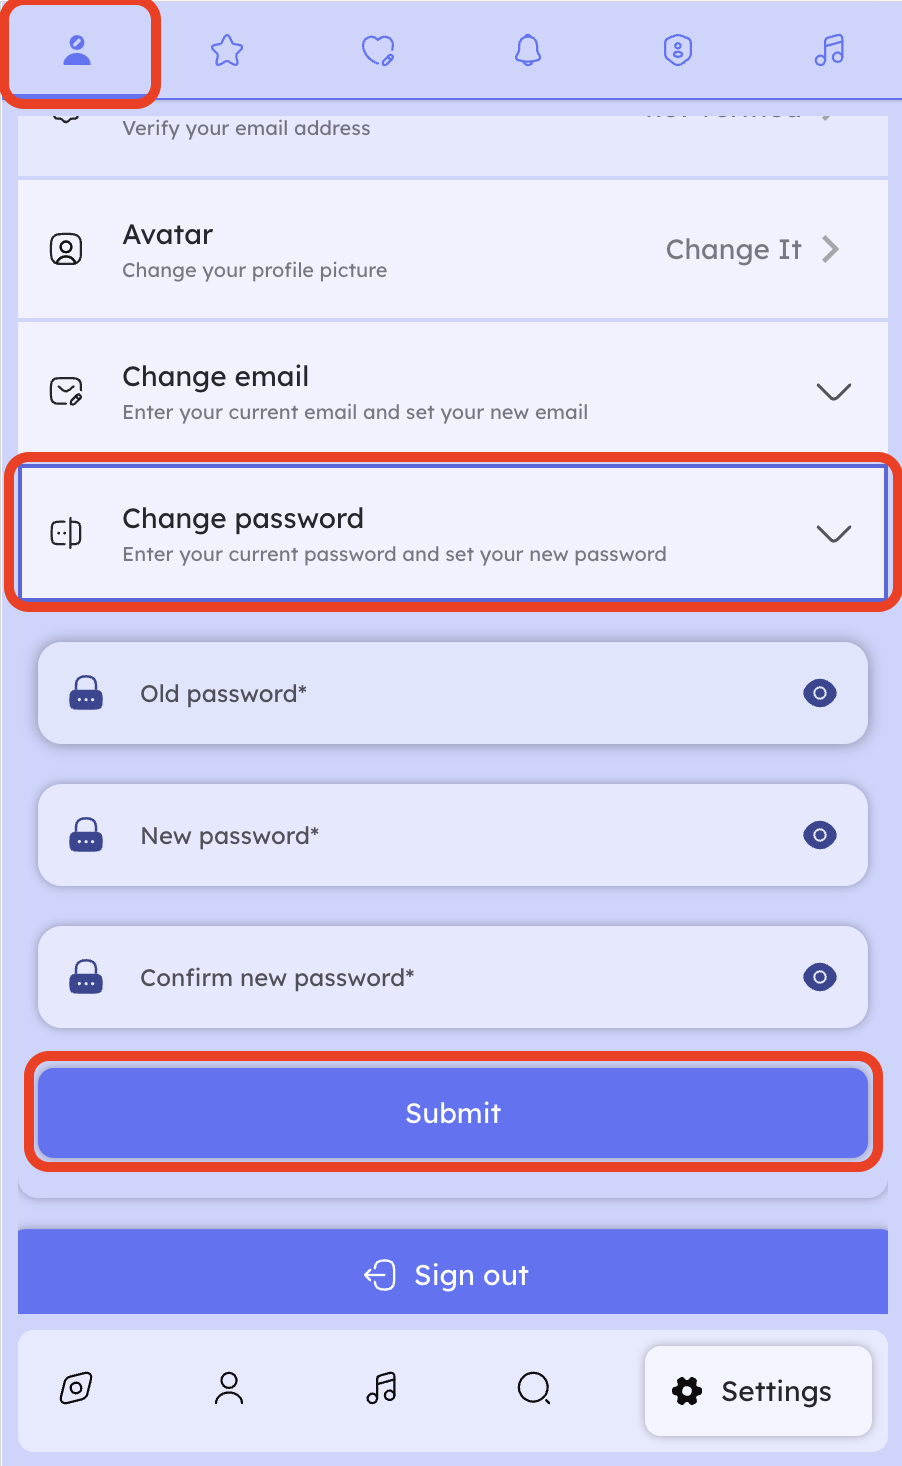 Verify your email address
Avatar
Change your profile picture
Change It
Change email
Enter your current email and set your new email
Change password
Enter your current password and set your new password
Old password*
New password*
Confirm new password*
Submit
Sign out
Settings